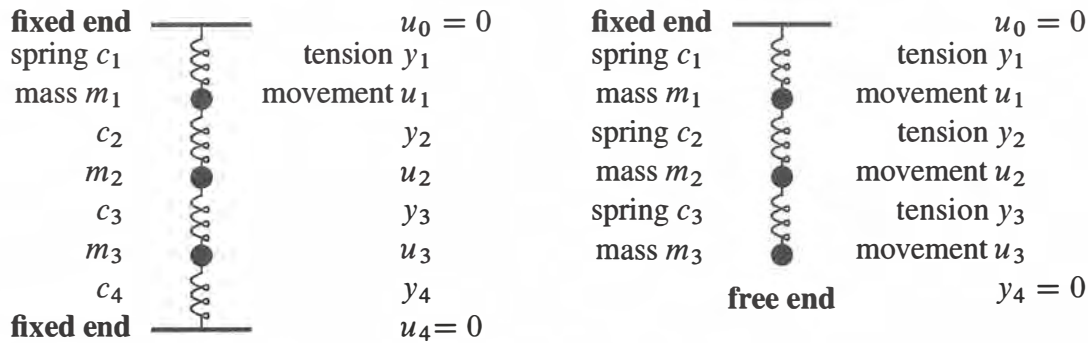 fixed end u₀ = 0
spring c₁ tension y₁
mass m₁ movement u₁
c₂ y₂
m₂ u₂
c₃ y₃
m₃ u₃
c₄ y₄
fixed end u₄ = 0
fixed end u₀ = 0
spring c₁ tension y₁
mass m₁ movement u₁
spring c₂ tension y₂
mass m₂ movement u₂
spring c₃ tension y₃
mass m₃ movement u₃
free end y₄ = 0